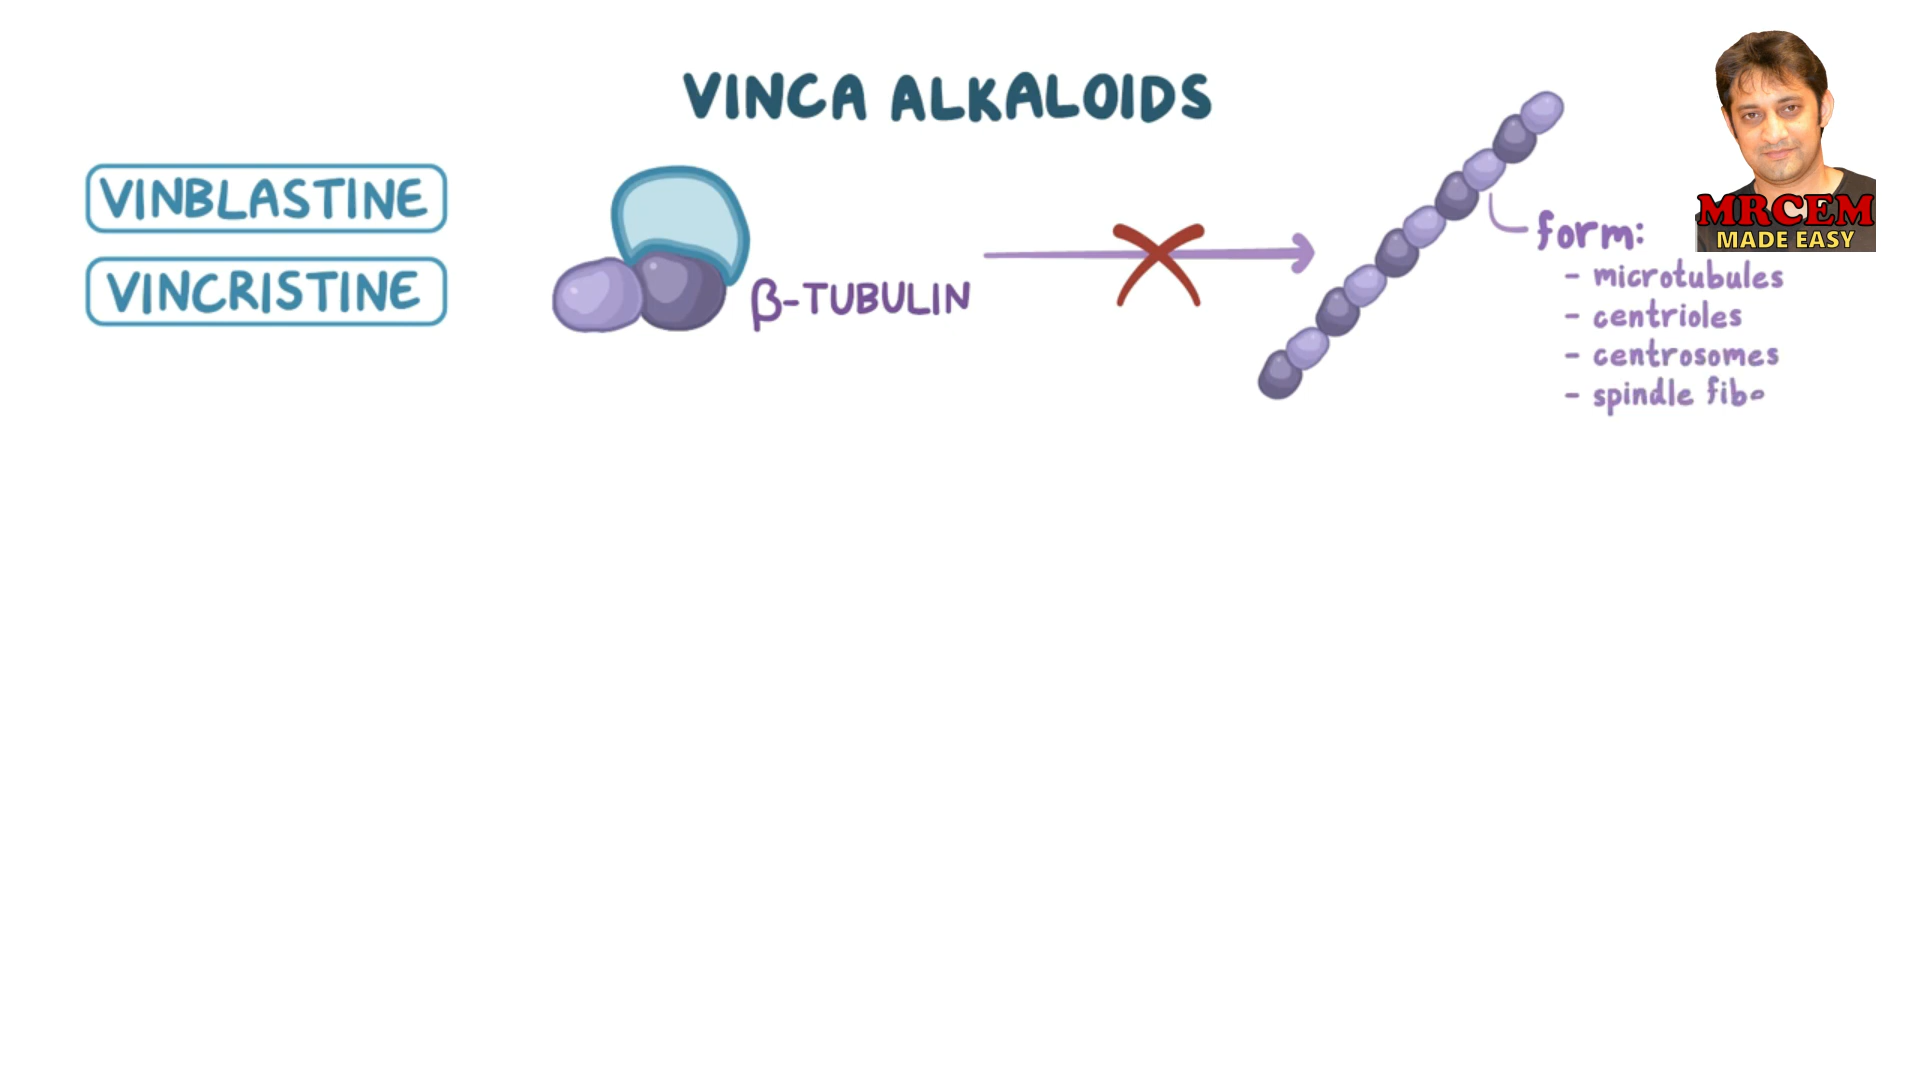 VINCA ALKALOIDS
VINBLASTINE
VINCRISTINE
β-TUBULIN
form:
- microtubules
- centrioles
- centrosomes
- spindle
MRCEM
MADE EASY